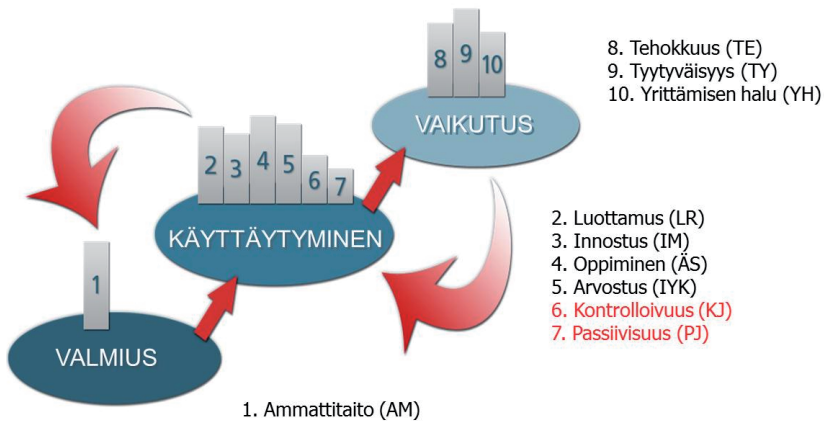 8 9 10
VAIKUTUS
8. Tehokkuus (TE)
9. Tyytyväisyys (TY)
10. Yrittämisen halu (YH)
2 3 4 5 6 7
KÄYTTÄYTYMINEN
2. Luottamus (LR)
3. Innostus (IM)
4. Oppiminen (ÄS)
5. Arvostus (IYK)
6. Kontrolloivuus (KJ)
7. Passiivisuus (PJ)
1
VALMIUS
1. Ammattitaito (AM)